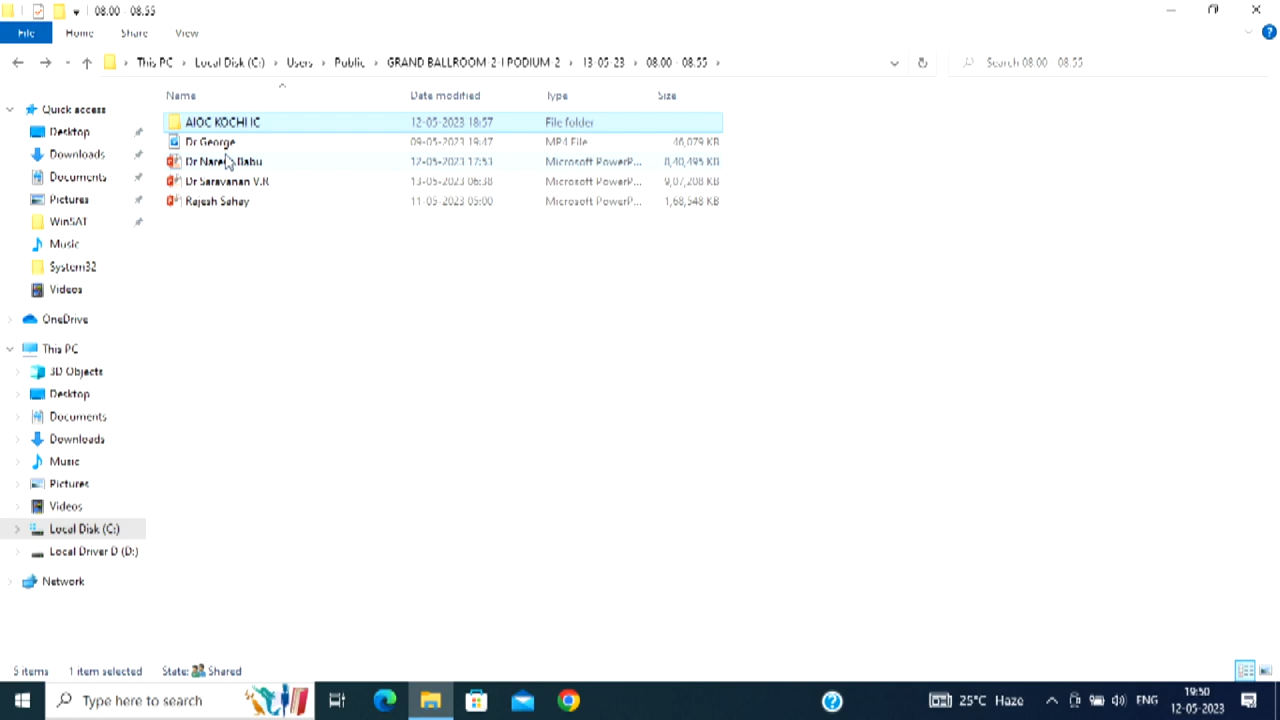 08.00 - 08.55
File Home Share View
This PC Local Disk (C:) Users Public GRAND BALLROOM-2-I PODIUM-2 13-05-23 08.00 - 08.55 Search 08.00 - 08.55
Name Date modified Type Size
Quick access
Desktop
Downloads
Documents
Pictures
WinSAT
Music
System32
Videos
OneDrive
This PC
3D Objects
Desktop
Documents
Downloads
Music
Pictures
Videos
Local Disk (C:)
Local Driver D (D:)
Network
AIOC KOCHI IC 12-05-2023 18:57 File folder
Dr George 09-05-2023 19:47 MP4 File 46,079 KB
Dr Naresh Babu 12-05-2023 17:53 Microsoft PowerP... 8,40,495 KB
Dr Saravanan V.R 13-05-2023 06:38 Microsoft PowerP... 9,07,208 KB
Rajesh Sahay 11-05-2023 05:00 Microsoft PowerP... 1,68,548 KB
5 items 1 item selected State: Shared
Type here to search
25°C Haze ENG
19:50
12-05-2023